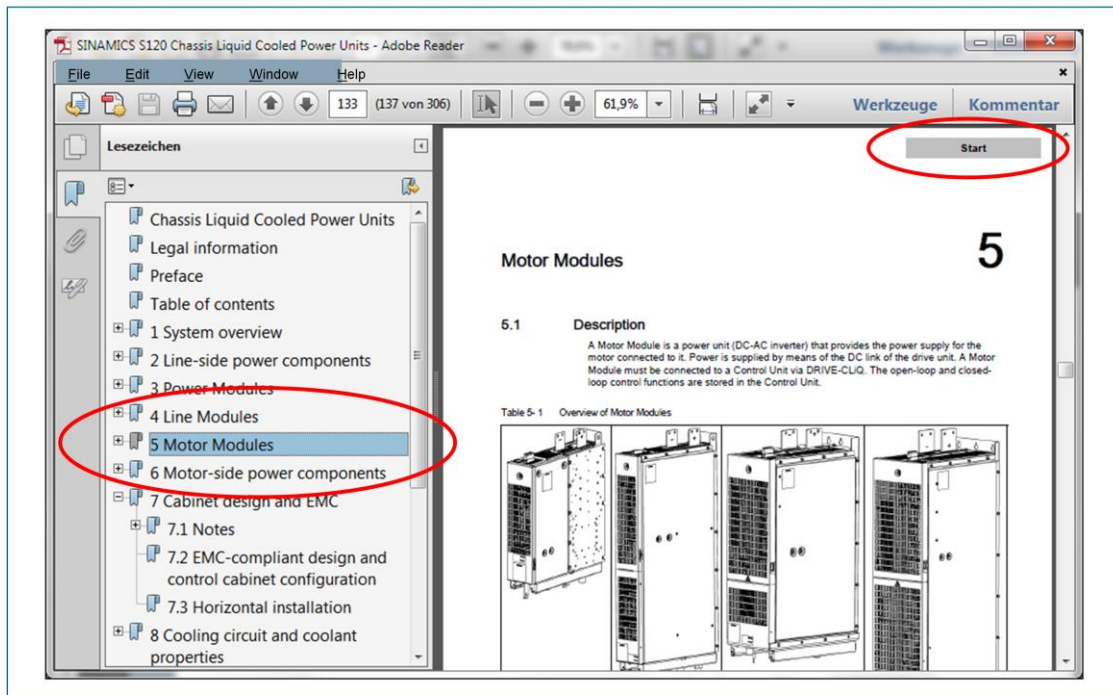 SINAMICS S120 Chassis Liquid Cooled Power Units - Adobe Reader
File Edit View Window Help
133 (137 von 306) 61,9% Werkzeuge Kommentar
Lesezeichen
Chassis Liquid Cooled Power Units
Legal information
Preface
Table of contents
1 System overview
2 Line-side power components
3 Power Modules
4 Line Modules
5 Motor Modules
6 Motor-side power components
7 Cabinet design and EMC
7.1 Notes
7.2 EMC-compliant design and
control cabinet configuration
7.3 Horizontal installation
8 Cooling circuit and coolant
properties
Start
Motor Modules 5
5.1 Description
A Motor Module is a power unit (DC-AC inverter) that provides the power supply for the
motor connected to it. Power is supplied by means of the DC link of the drive unit. A Motor
Module must be connected to a Control Unit via DRIVE-CLiQ. The open-loop and closed-
loop control functions are stored in the Control Unit.
Table 5- 1 Overview of Motor Modules